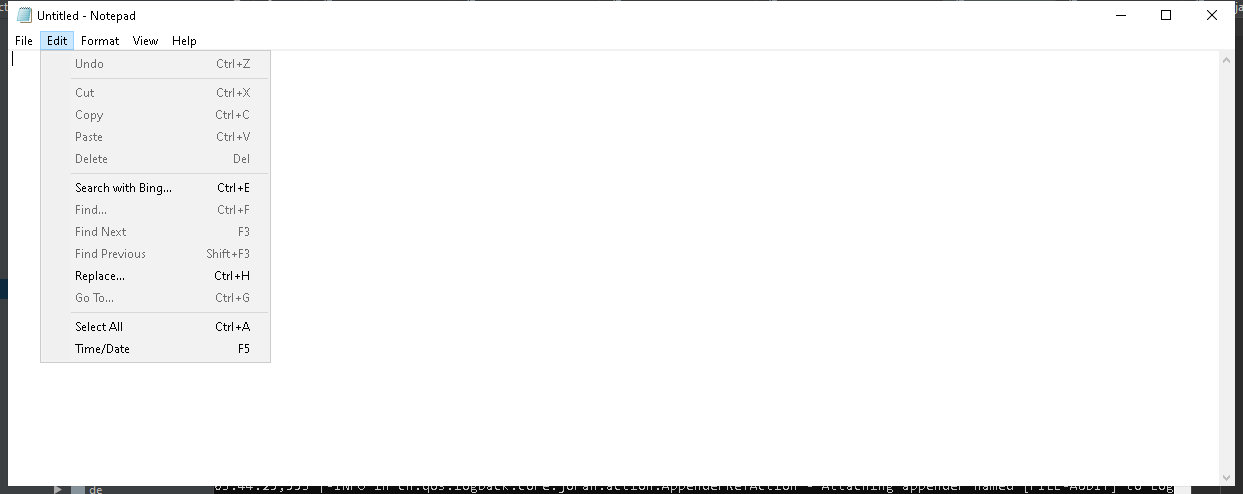 Untitled - Notepad
File Edit Format View Help
Undo Ctrl+Z
Cut Ctrl+X
Copy Ctrl+C
Paste Ctrl+V
Delete Del
Search with Bing... Ctrl+E
Find... Ctrl+F
Find Next F3
Find Previous Shift+F3
Replace... Ctrl+H
Go To... Ctrl+G
Select All Ctrl+A
Time/Date F5
de |-INFO in ch.qos.logback.core.joran.action.AppenderRefAction - Attaching appender named [FILE-AUDIT] to Log